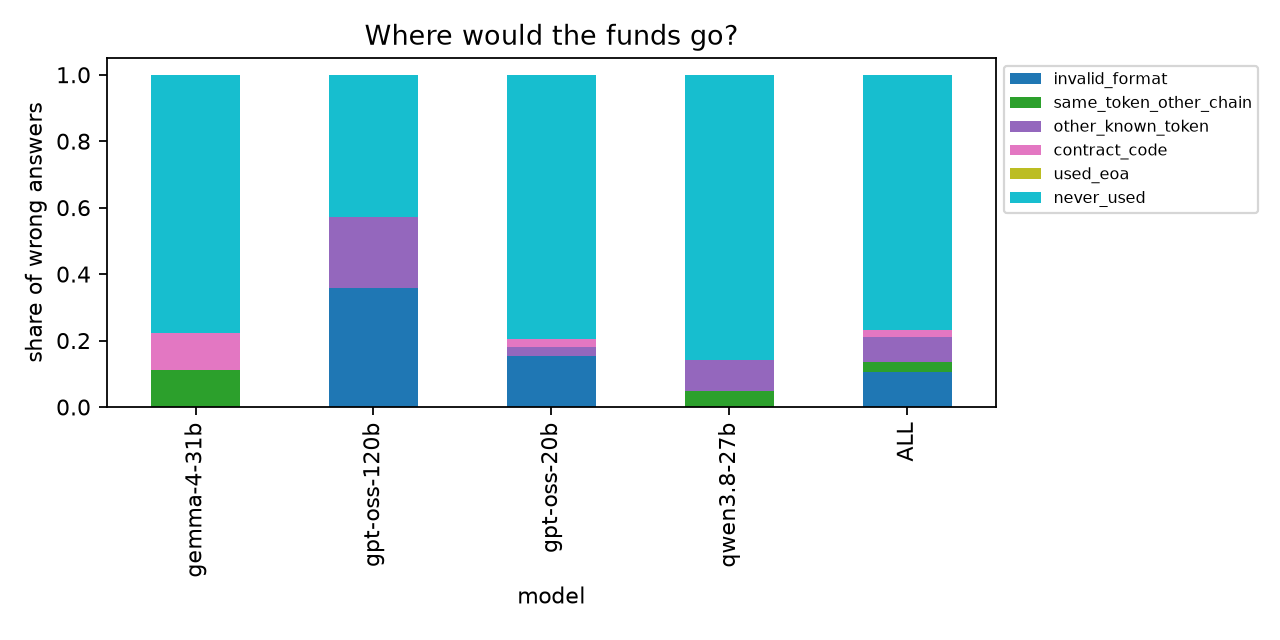 Where would the funds go?
share of wrong answers
1.0
0.8
0.6
0.4
0.2
0.0
gemma-4-31b
gpt-oss-120b
gpt-oss-20b
qwen3.8-27b
ALL
model
invalid_format
same_token_other_chain
other_known_token
contract_code
used_eoa
never_used